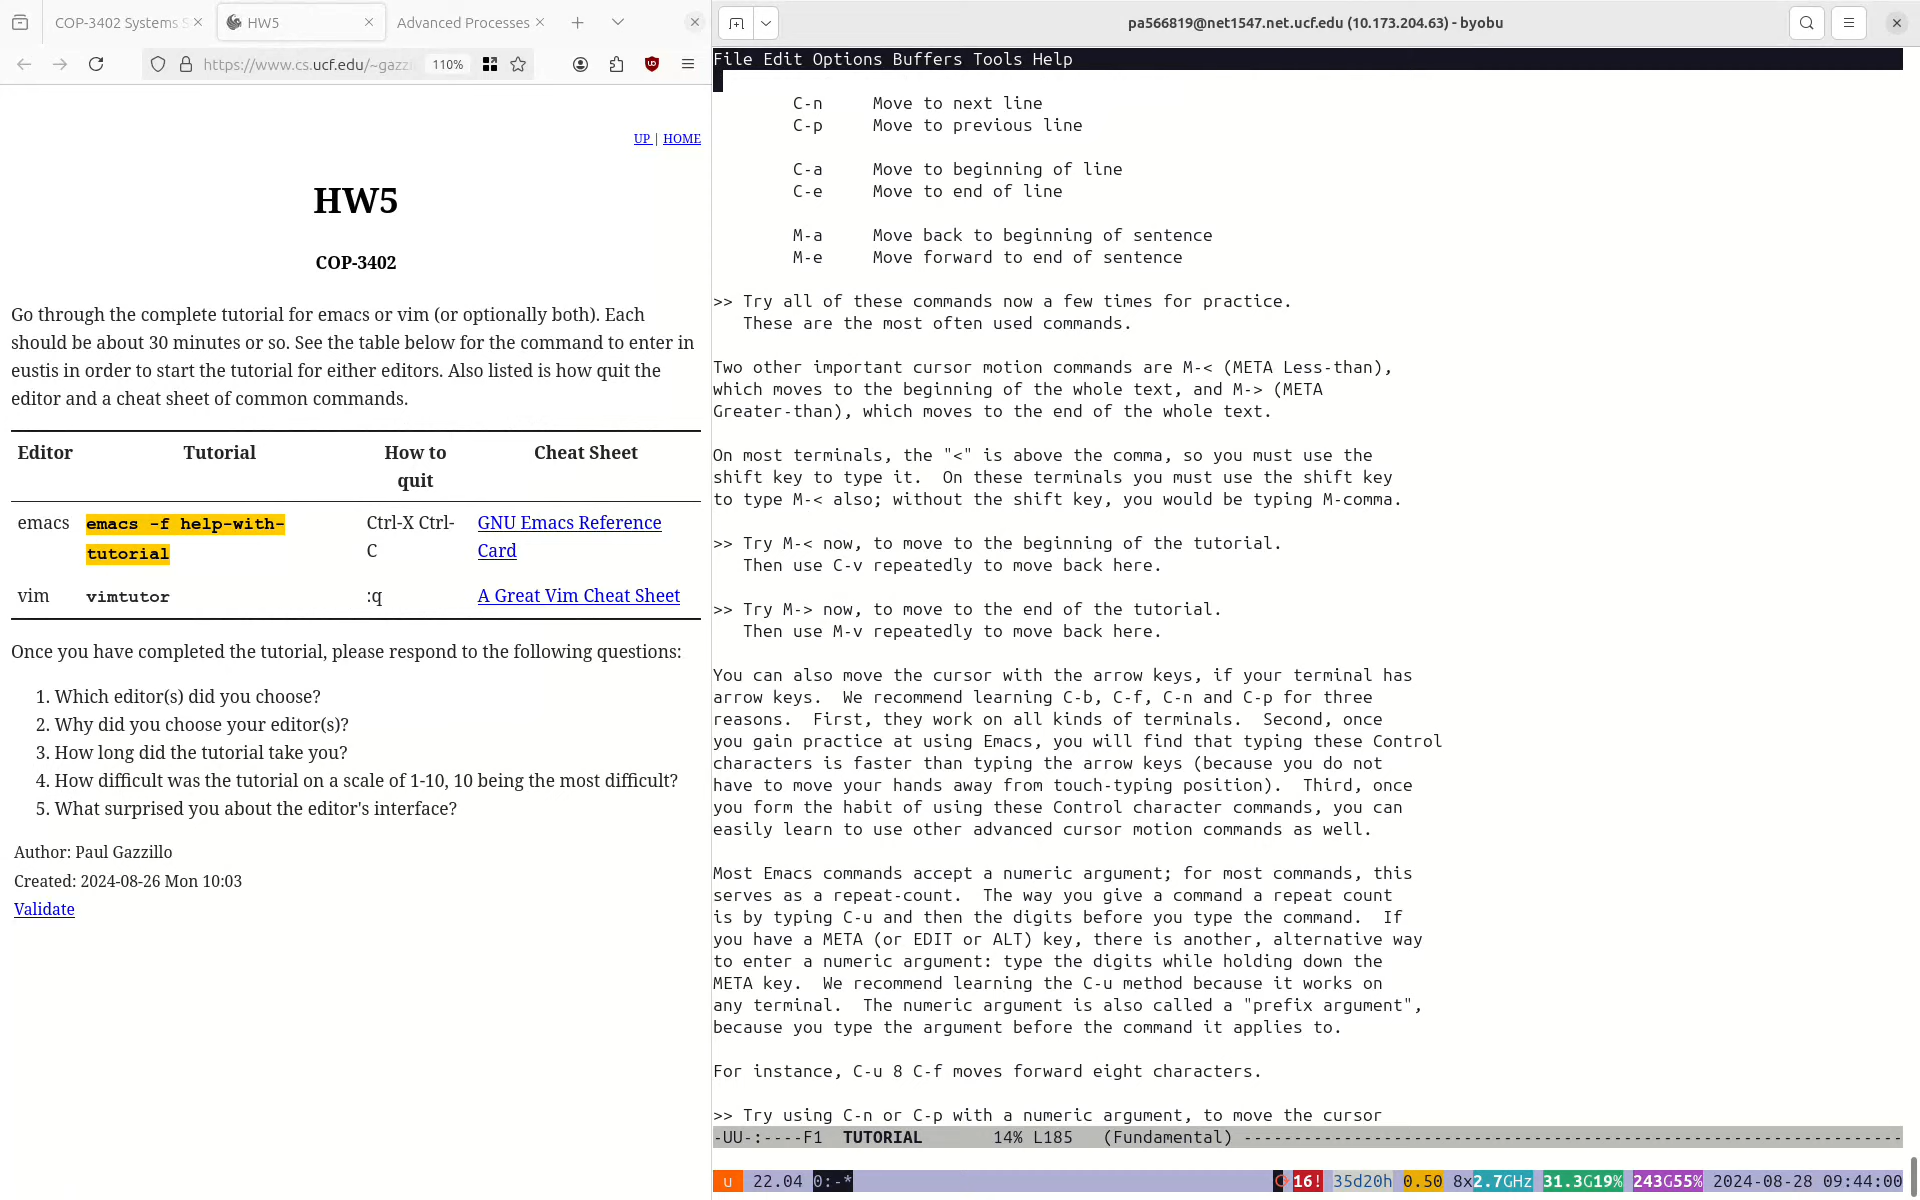 COP-3402 Systems S
HW5
Advanced Processes
https://www.cs.ucf.edu/~gazzi
110%
UP | HOME
HW5
COP-3402
Go through the complete tutorial for emacs or vim (or optionally both). Each
should be about 30 minutes or so. See the table below for the command to enter in
eustis in order to start the tutorial for either editors. Also listed is how quit the
editor and a cheat sheet of common commands.
Editor Tutorial How to quit Cheat Sheet
emacs emacs -f help-with-tutorial Ctrl-X Ctrl-C GNU Emacs Reference Card
vim vimtutor :q A Great Vim Cheat Sheet
Once you have completed the tutorial, please respond to the following questions:
1. Which editor(s) did you choose?
2. Why did you choose your editor(s)?
3. How long did the tutorial take you?
4. How difficult was the tutorial on a scale of 1-10, 10 being the most difficult?
5. What surprised you about the editor's interface?
Author: Paul Gazzillo
Created: 2024-08-26 Mon 10:03
Validate
pa566819@net1547.net.ucf.edu (10.173.204.63) - byobu
File Edit Options Buffers Tools Help
C-n Move to next line
C-p Move to previous line
C-a Move to beginning of line
C-e Move to end of line
M-a Move back to beginning of sentence
M-e Move forward to end of sentence
>> Try all of these commands now a few times for practice.
These are the most often used commands.
Two other important cursor motion commands are M-< (META Less-than),
which moves to the beginning of the whole text, and M-> (META
Greater-than), which moves to the end of the whole text.
On most terminals, the "<" is above the comma, so you must use the
shift key to type it.  On these terminals you must use the shift key
to type M-< also; without the shift key, you would be typing M-comma.
>> Try M-< now, to move to the beginning of the tutorial.
Then use C-v repeatedly to move back here.
>> Try M-> now, to move to the end of the tutorial.
Then use M-v repeatedly to move back here.
You can also move the cursor with the arrow keys, if your terminal has
arrow keys.  We recommend learning C-b, C-f, C-n and C-p for three
reasons.  First, they work on all kinds of terminals.  Second, once
you gain practice at using Emacs, you will find that typing these Control
characters is faster than typing the arrow keys (because you do not
have to move your hands away from touch-typing position).  Third, once
you form the habit of using these Control character commands, you can
easily learn to use other advanced cursor motion commands as well.
Most Emacs commands accept a numeric argument; for most commands, this
serves as a repeat-count.  The way you give a command a repeat count
is by typing C-u and then the digits before you type the command.  If
you have a META (or EDIT or ALT) key, there is another, alternative way
to enter a numeric argument: type the digits while holding down the
META key.  We recommend learning the C-u method because it works on
any terminal.  The numeric argument is also called a "prefix argument",
because you type the argument before the command it applies to.
For instance, C-u 8 C-f moves forward eight characters.
>> Try using C-n or C-p with a numeric argument, to move the cursor
-UU-:----F1  TUTORIAL       14% L185   (Fundamental) ------------------------------------------------------------------
u 22.04 0:-* 16! 35d20h 0.50 8x2.7GHz 31.3G19% 243G55% 2024-08-28 09:44:00